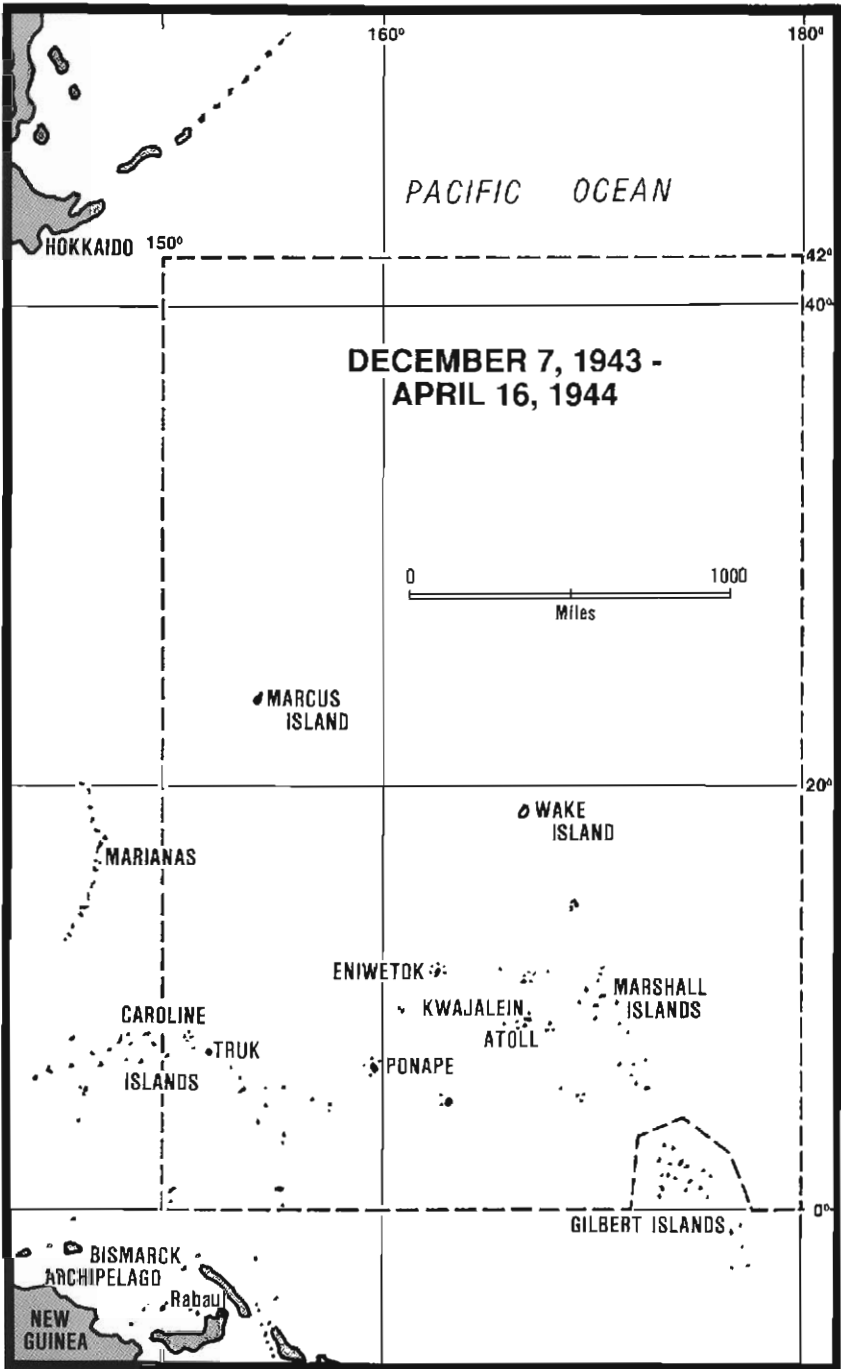 160°
180°
PACIFIC OCEAN
HOKKAIDO
150°
42°
40°
DECEMBER 7, 1943 -
APRIL 16, 1944
0
1000
Miles
MARCUS
ISLAND
20°
WAKE
ISLAND
MARIANAS
ENIWETOK
MARSHALL
ISLANDS
KWAJALEIN
ATOLL
CAROLINE
ISLANDS
TRUK
PONAPE
0°
GILBERT ISLANDS
BISMARCK
ARCHIPELAGO
Rabaul
NEW
GUINEA